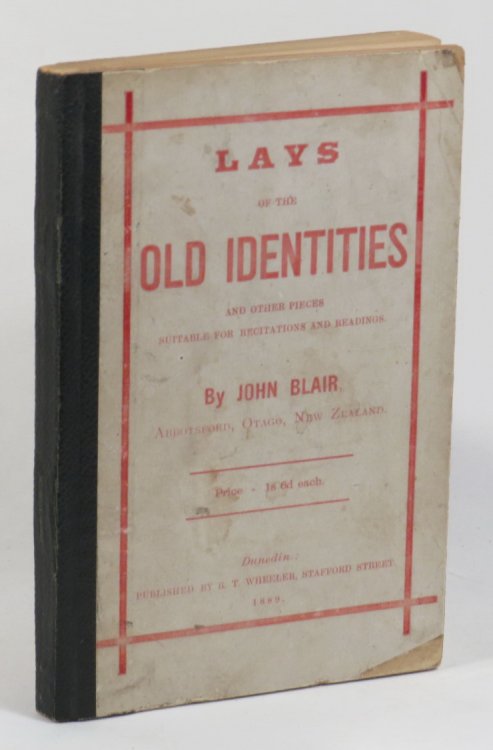 LAYS
OF THE
OLD IDENTITIES
AND OTHER PIECES
SUITABLE FOR RECITATIONS AND READINGS.
By JOHN BLAIR,
ABBOTSFORD, OTAGO, NEW ZEALAND.
Price - 1s 6d each.
Dunedin:
PUBLISHED BY G. T. WHEELER, STAFFORD STREET
1889.